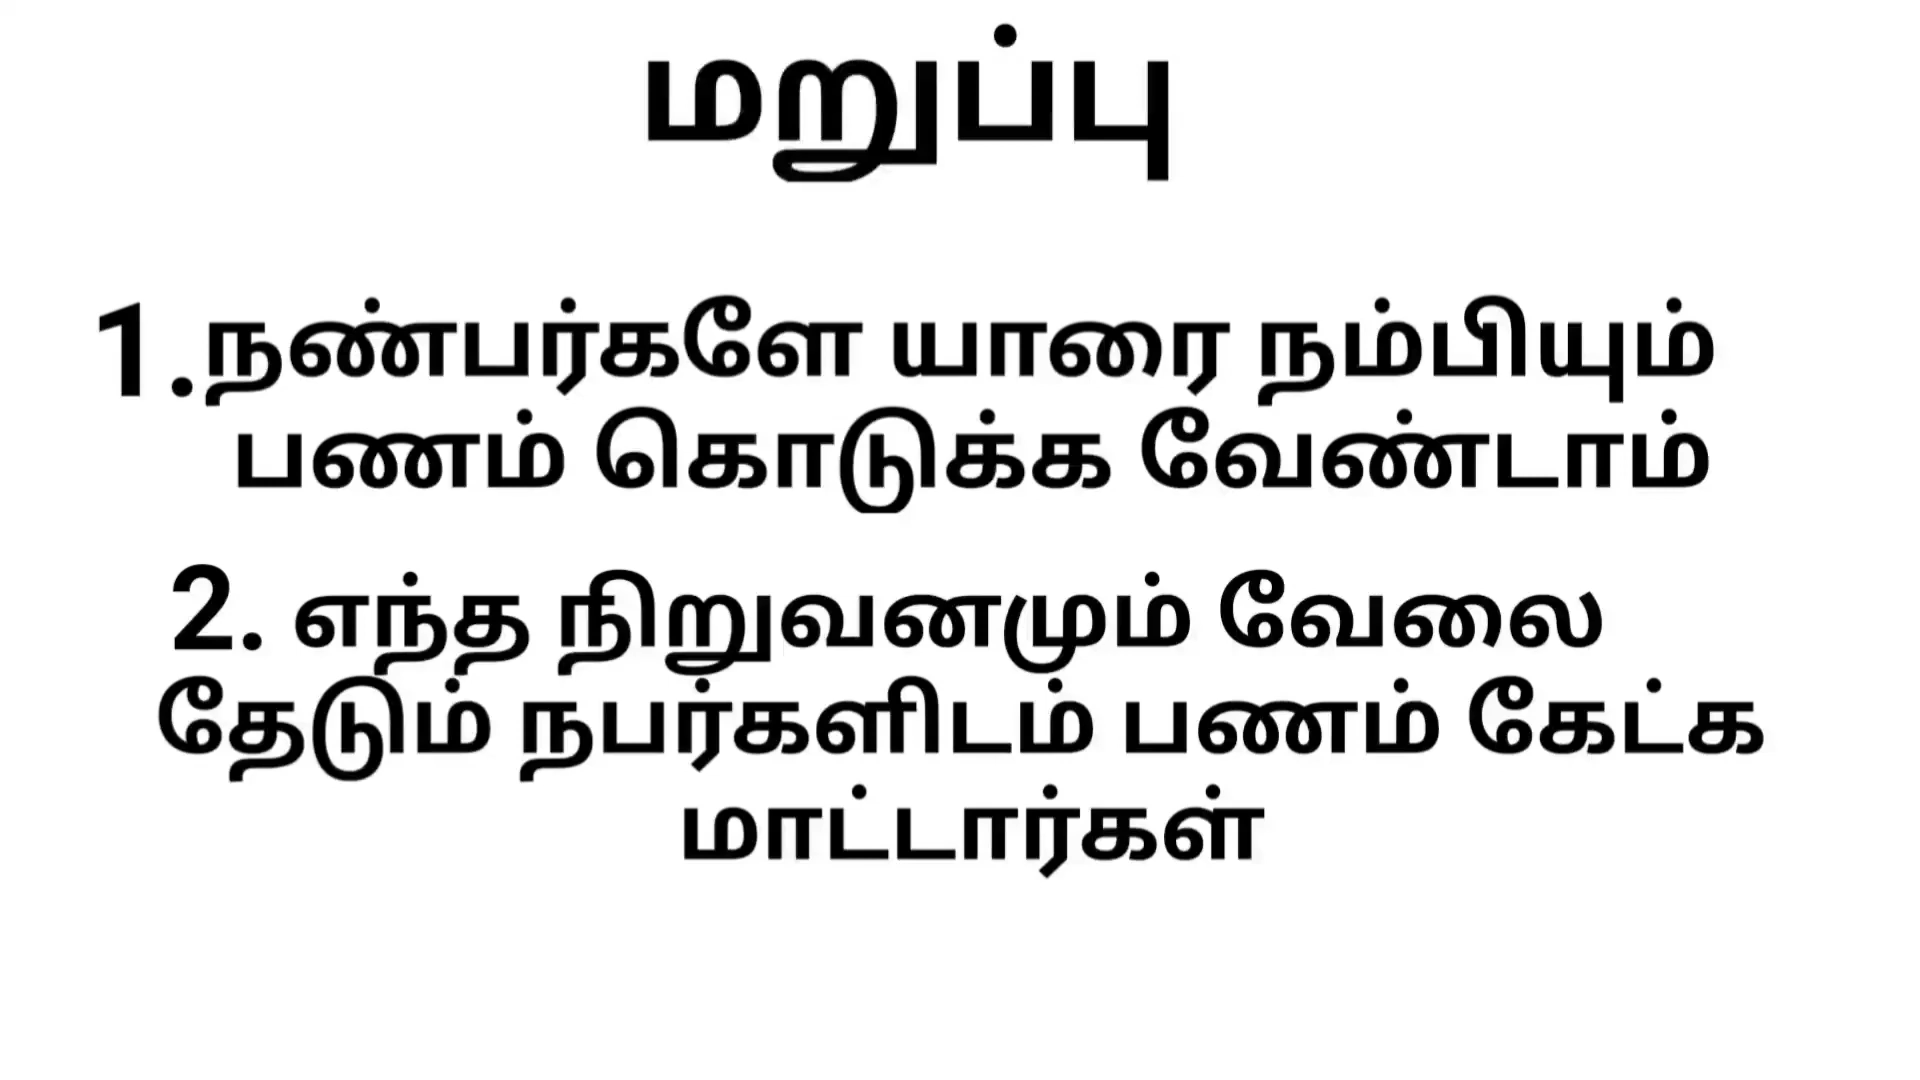 மறுப்பு
1.நண்பர்களே யாரை நம்பியும்
பணம் கொடுக்க வேண்டாம்
2. எந்த நிறுவனமும் வேலை
தேடும் நபர்களிடம் பணம் கேட்க
மாட்டார்கள்